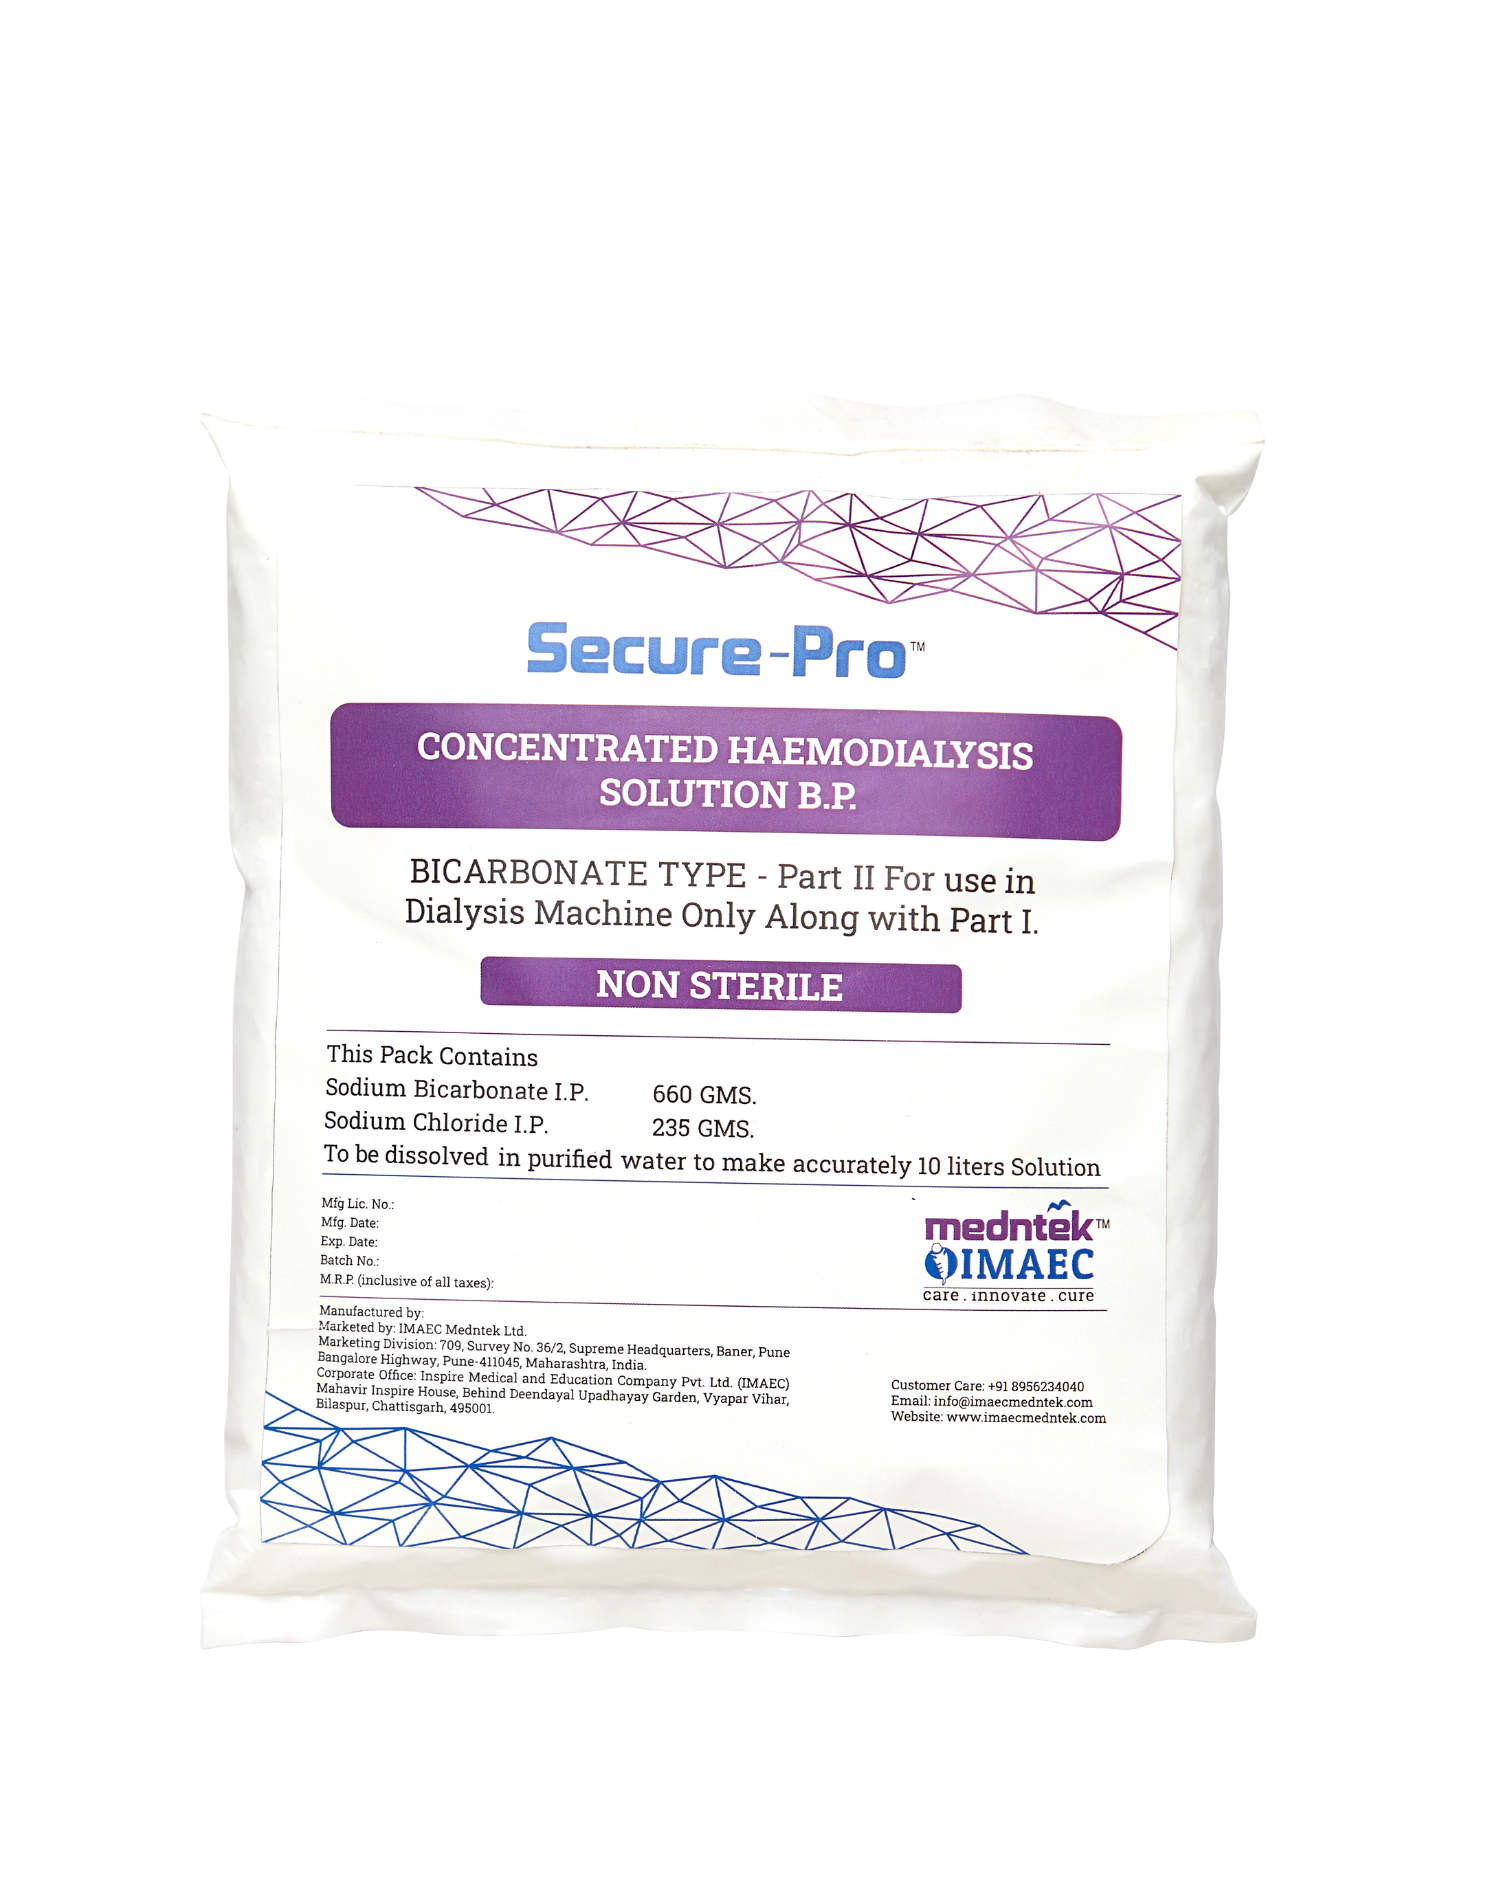 Secure-Pro™
CONCENTRATED HAEMODIALYSIS
SOLUTION B.P.
BICARBONATE TYPE - Part II For use in
Dialysis Machine Only Along with Part I.
NON STERILE
This Pack Contains
Sodium Bicarbonate I.P. 660 GMS.
Sodium Chloride I.P. 235 GMS.
To be dissolved in purified water to make accurately 10 liters Solution
Mfg Lic. No.:
Mfg. Date:
Exp. Date:
Batch No.:
M.R.P. (inclusive of all taxes):
medntek™
IMAEC
care . innovate . cure
Manufactured by:
Marketed by: IMAEC Medntek Ltd.
Marketing Division: 709, Survey No. 36/2, Supreme Headquarters, Baner, Pune
Bangalore Highway, Pune-411045, Maharashtra, India.
Corporate Office: Inspire Medical and Education Company Pvt. Ltd. (IMAEC)
Mahavir Inspire House, Behind Deendayal Upadhayay Garden, Vyapar Vihar,
Bilaspur, Chattisgarh, 495001.
Customer Care: +91 8956234040
Email: info@imaecmedntek.com
Website: www.imaecmedntek.com